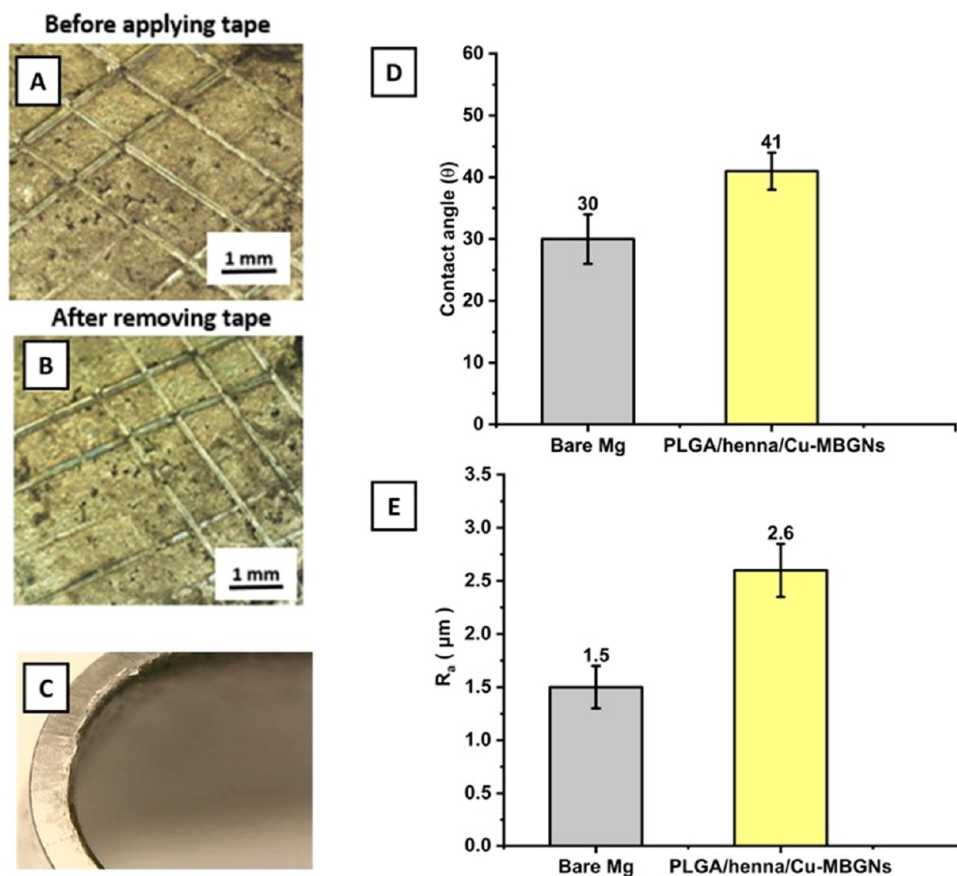 Before applying tape
A
1 mm
After removing tape
B
1 mm
C
D
Contact angle (θ)
60
50
40
30
20
10
0
30
41
Bare Mg
PLGA/henna/Cu-MBGNs
E
Rₐ ( μm )
3.5
3.0
2.5
2.0
1.5
1.0
0.5
0.0
1.5
2.6
Bare Mg
PLGA/henna/Cu-MBGNs